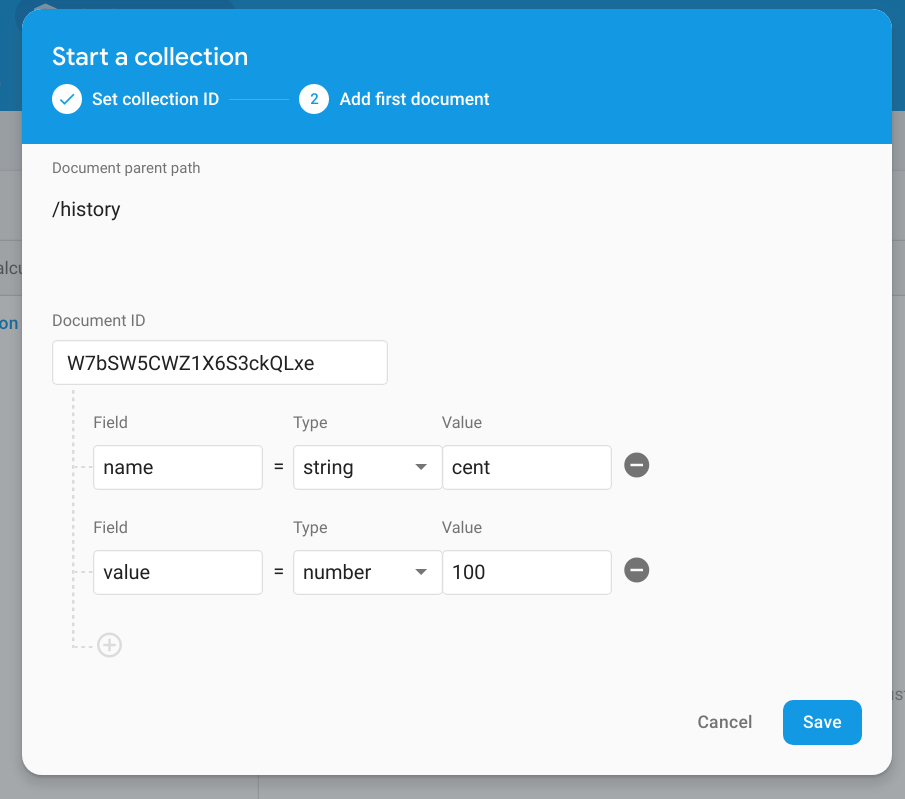 Start a collection
Set collection ID
2 Add first document
Document parent path
/history
alcu
on
Document ID
W7bSW5CWZ1X6S3ckQLxe
Field Type Value
name = string cent
Field Type Value
value = number 100
Cancel Save